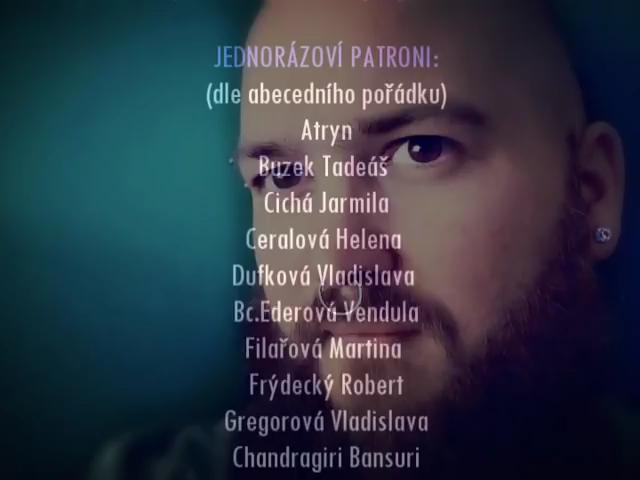 JEDNORÁZOVÍ PATRONI:
(dle abecedního pořádku)
Atryn
Buzek Tadeáš
Cichá Jarmila
Ceralová Helena
Dufková Vladislava
Bc.Ederová Vendula
Filařová Martina
Frýdecký Robert
Gregorová Vladislava
Chandragiri Bansuri